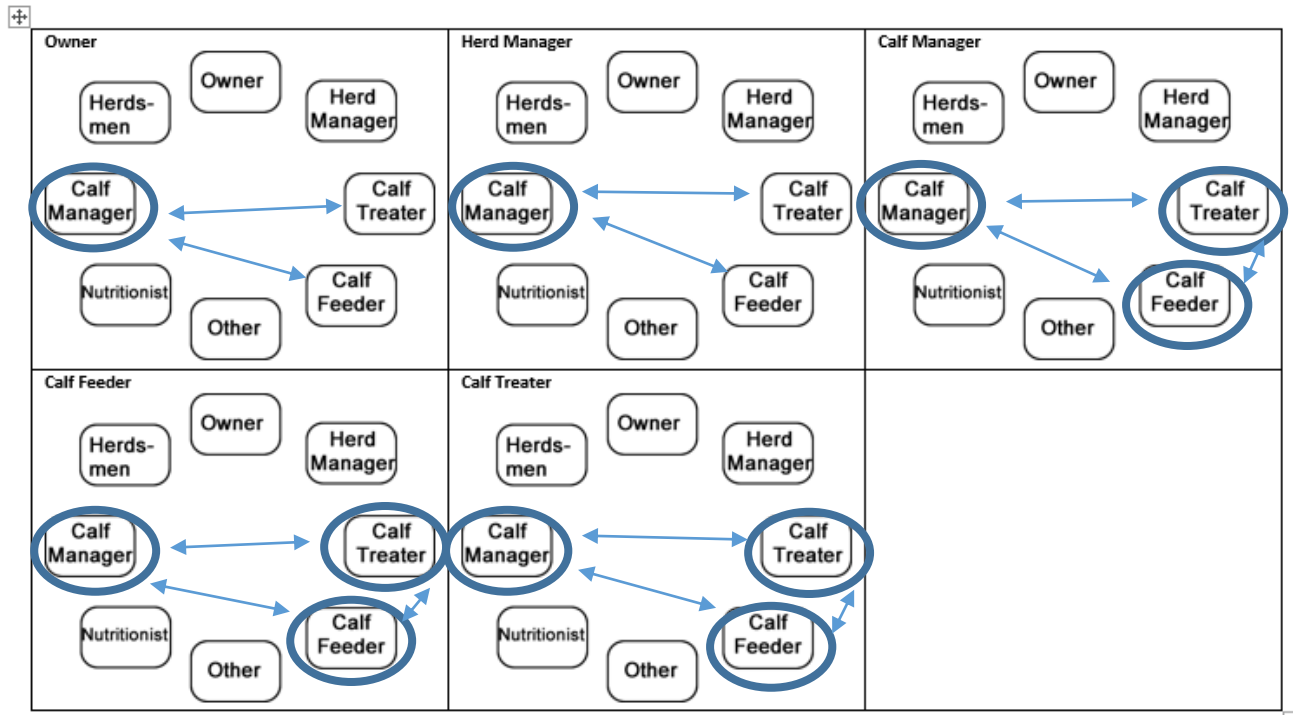 Owner
Owner
Herds-
men
Herd
Manager
Calf
Manager
Calf
Treater
Nutritionist
Calf
Feeder
Other
Herd Manager
Owner
Herds-
men
Herd
Manager
Calf
Manager
Calf
Treater
Nutritionist
Calf
Feeder
Other
Calf Manager
Owner
Herds-
men
Herd
Manager
Calf
Manager
Calf
Treater
Nutritionist
Calf
Feeder
Other
Calf Feeder
Owner
Herds-
men
Herd
Manager
Calf
Manager
Calf
Treater
Nutritionist
Calf
Feeder
Other
Calf Treater
Owner
Herds-
men
Herd
Manager
Calf
Manager
Calf
Treater
Nutritionist
Calf
Feeder
Other